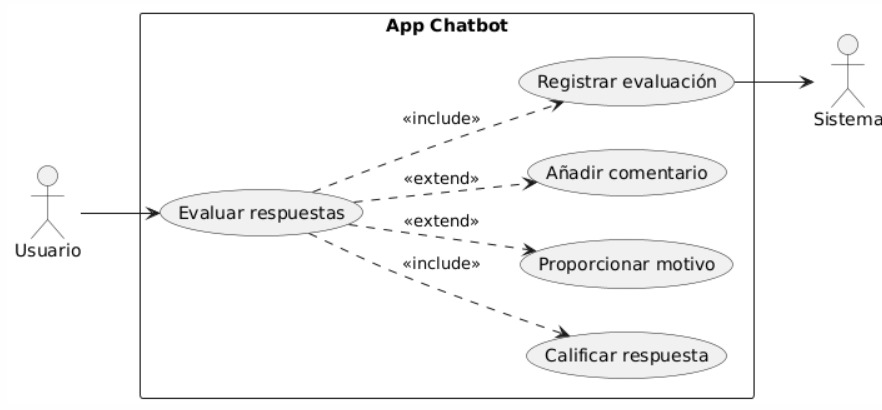 App Chatbot
Registrar evaluación
Sistema
«include»
Añadir comentario
«extend»
Evaluar respuestas
Usuario
«extend»
Proporcionar motivo
«include»
Calificar respuesta